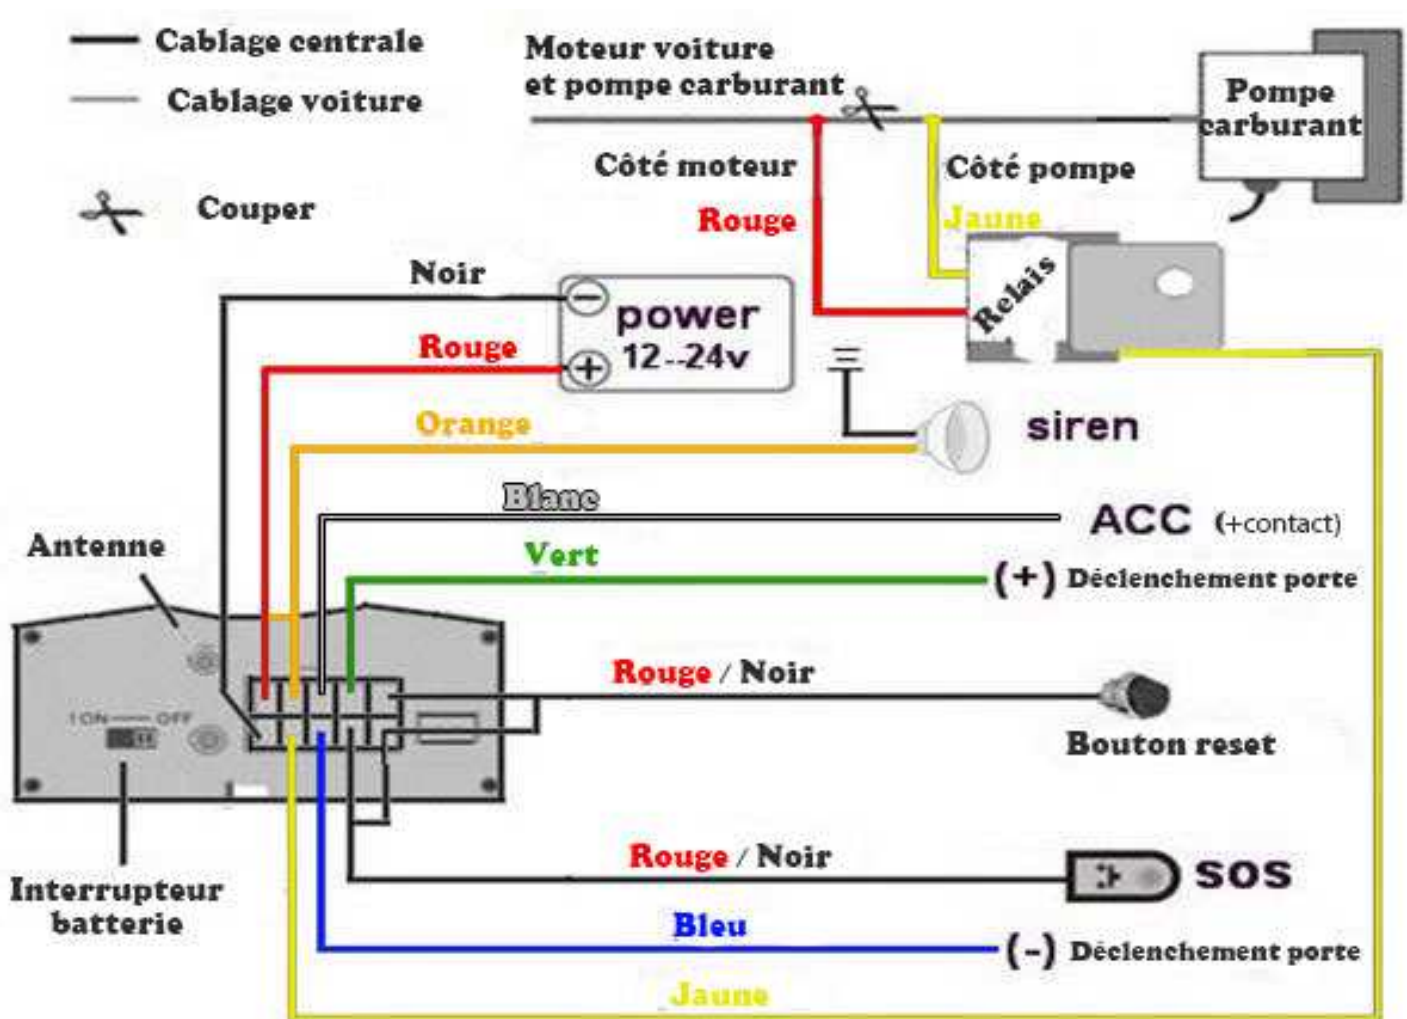 Cablage centrale
Cablage voiture
Couper
Moteur voiture
et pompe carburant
Pompe
carburant
Côté moteur
Côté pompe
Rouge
Jaune
Relais
Noir
power
12--24v
Rouge
Orange
siren
Blanc
ACC (+contact)
Vert
(+) Déclenchement porte
Antenne
Rouge / Noir
Bouton reset
1 ON OFF
Interrupteur
batterie
Rouge / Noir
SOS
Bleu
(-) Déclenchement porte
Jaune